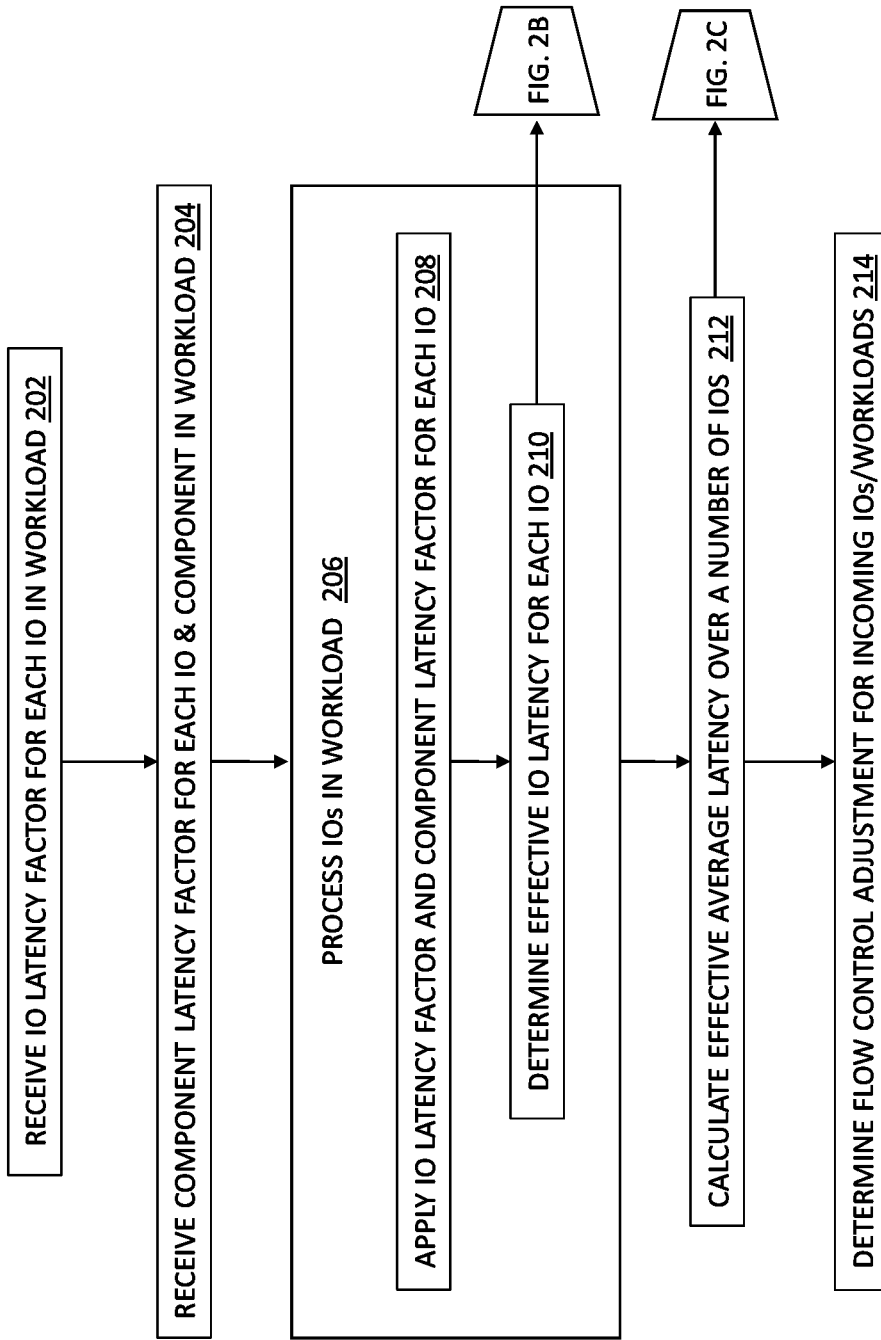 RECEIVE IO LATENCY FACTOR FOR EACH IO IN WORKLOAD 202
RECEIVE COMPONENT LATENCY FACTOR FOR EACH IO & COMPONENT IN WORKLOAD 204
PROCESS IOs IN WORKLOAD 206
APPLY IO LATENCY FACTOR AND COMPONENT LATENCY FACTOR FOR EACH IO 208
DETERMINE EFFECTIVE IO LATENCY FOR EACH IO 210
FIG. 2B
CALCULATE EFFECTIVE AVERAGE LATENCY OVER A NUMBER OF IOS 212
FIG. 2C
DETERMINE FLOW CONTROL ADJUSTMENT FOR INCOMING IOs/WORKLOADS 214